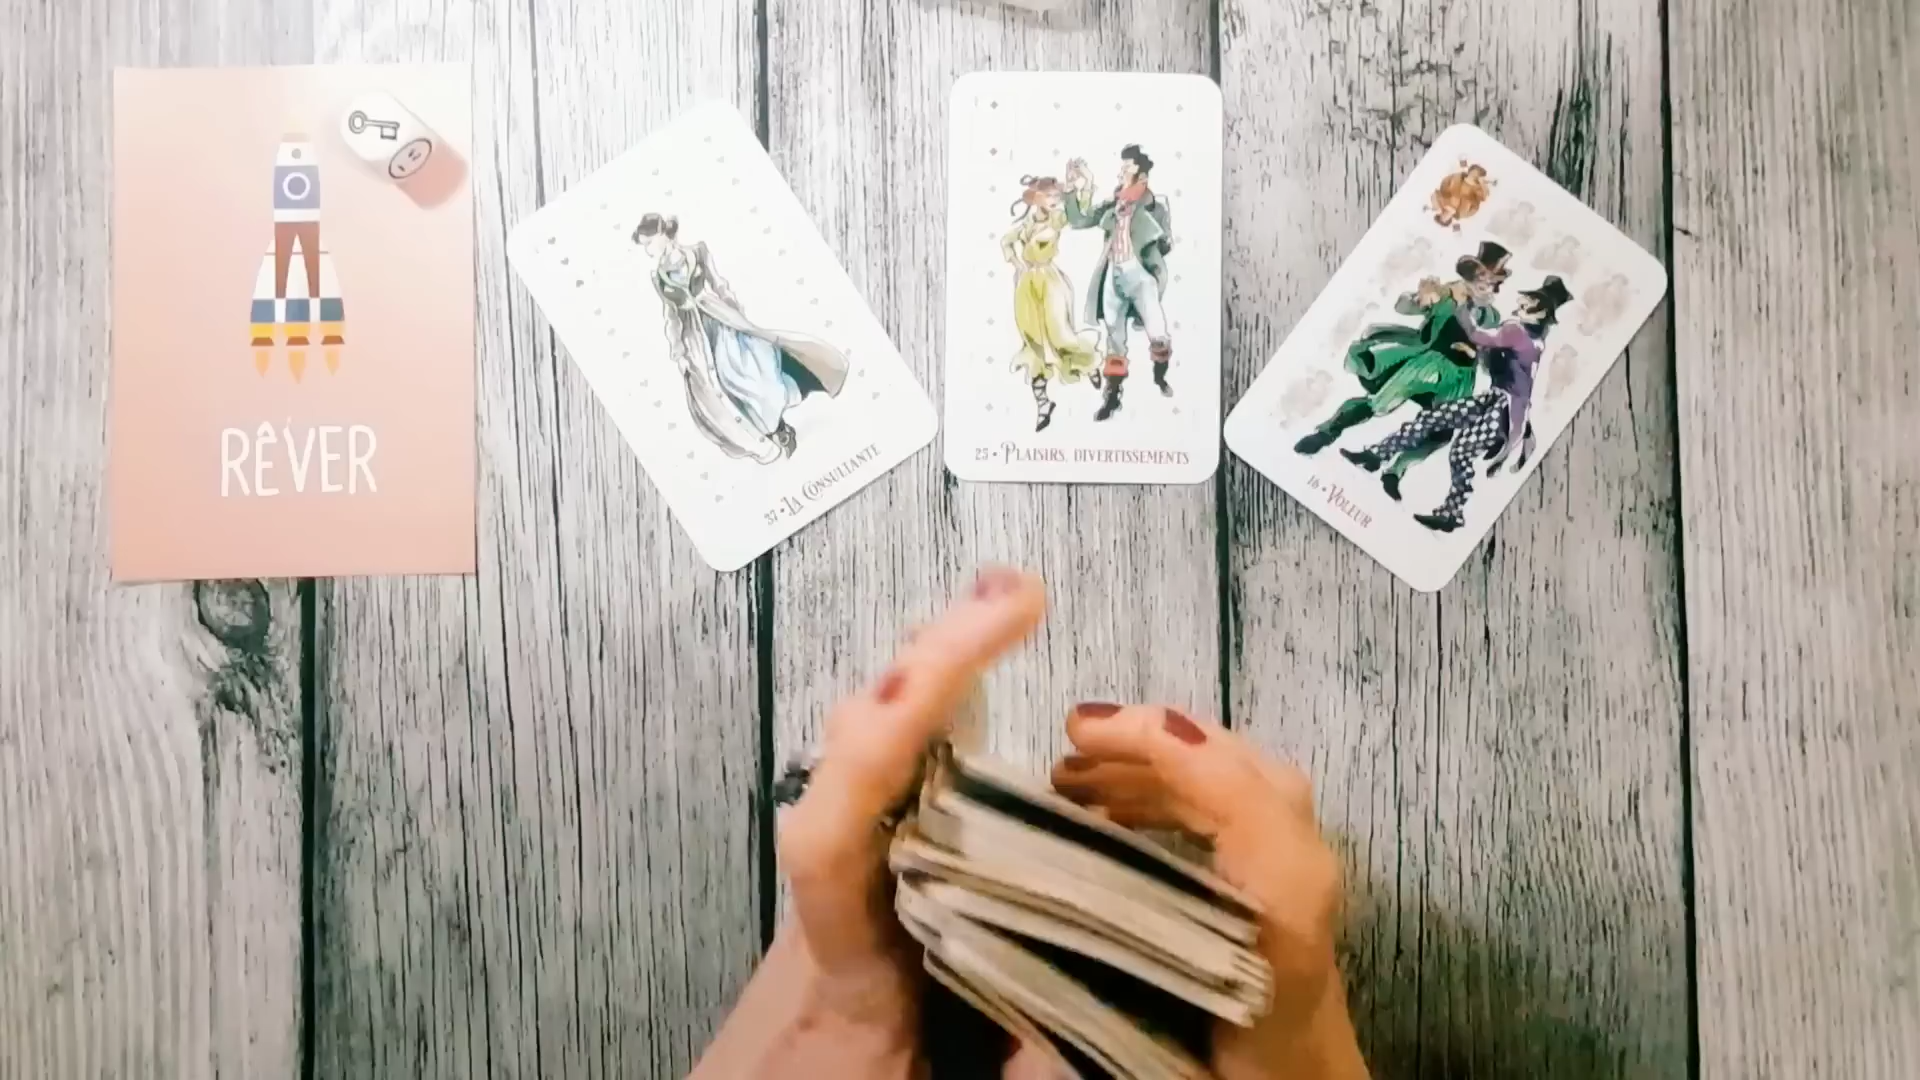 RÊVER
37 • LA CONSULTANTE
25 • PLAISIRS, DIVERTISSEMENTS
16 • VOLEUR